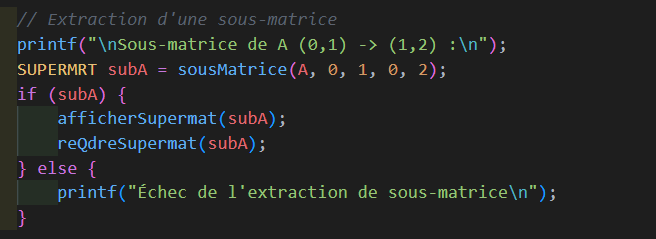 // Extraction d'une sous-matrice
printf("\nSous-matrice de A (0,1) -> (1,2) :\n");
SUPERMRT subA = sousMatrice(A, 0, 1, 0, 2);
if (subA) {
afficherSupermat(subA);
reQdreSupermat(subA);
} else {
printf("Échec de l'extraction de sous-matrice\n");
}